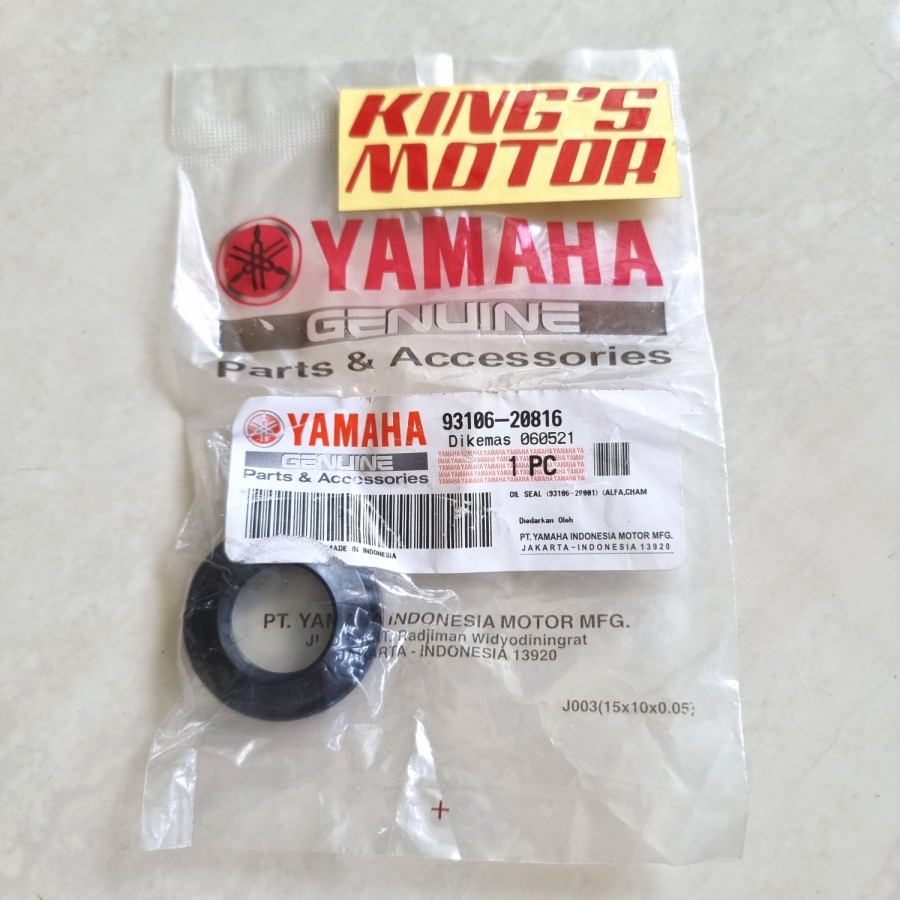 KING'S
MOTOR
YAMAHA
GENUINE
Parts & Accessories
YAMAHA
GENUINE
Parts & Accessories
MADE IN INDONESIA
93106-20816
Dikemas 060521
1 PC
OIL SEAL (93106-20001) (ALFA,CHAM
Diedarkan Oleh
PT. YAMAHA INDONESIA MOTOR MFG.
JAKARTA-INDONESIA 13920
PT. YAMAHA INDONESIA MOTOR MFG.
Radjiman Widyodiningrat
- INDONESIA 13920
J003(15x10x0.05)